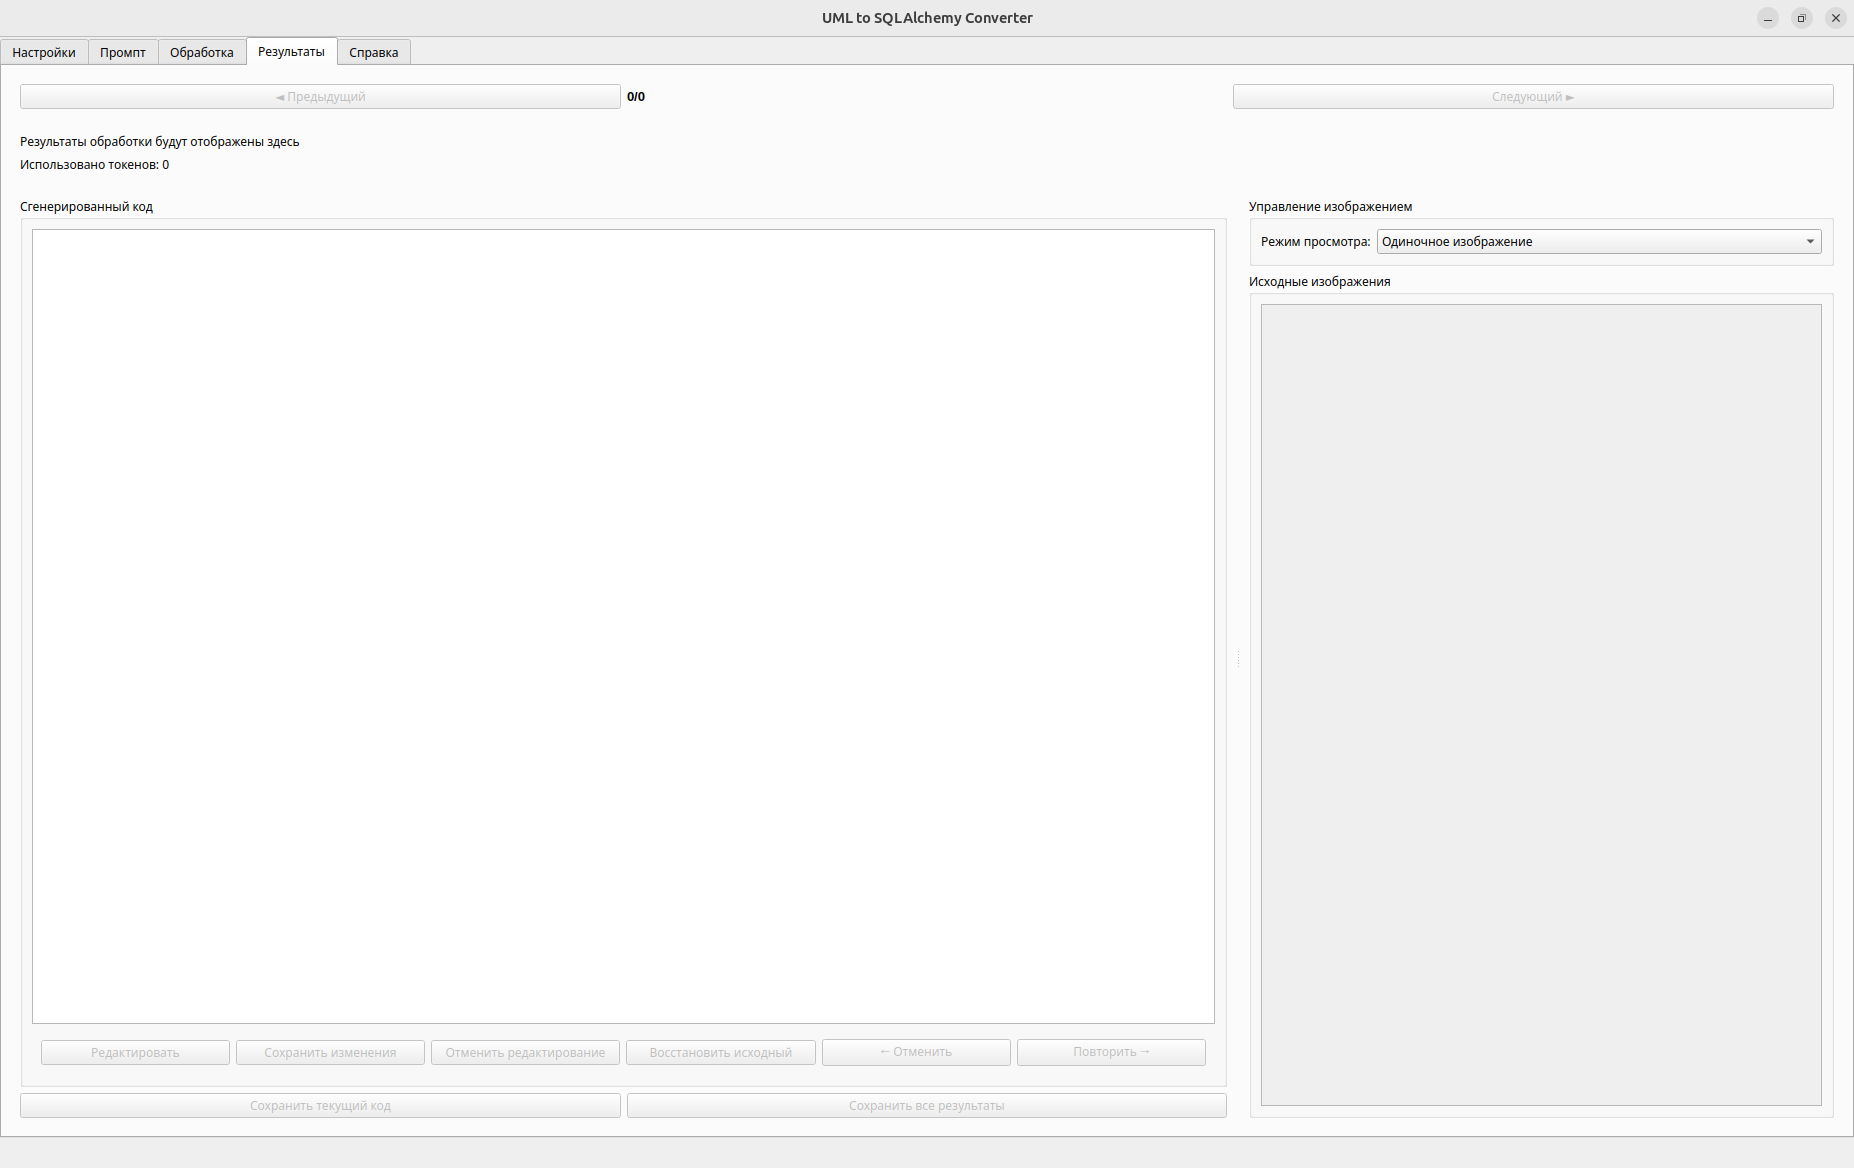 UML to SQLAlchemy Converter
Настройки Промпт Обработка Результаты Справка
◄ Предыдущий 0/0 Следующий ►
Результаты обработки будут отображены здесь
Использовано токенов: 0
Сгенерированный код
Управление изображением
Режим просмотра: Одиночное изображение
Исходные изображения
Редактировать Сохранить изменения Отменить редактирование Восстановить исходный ← Отменить Повторить →
Сохранить текущий код Сохранить все результаты